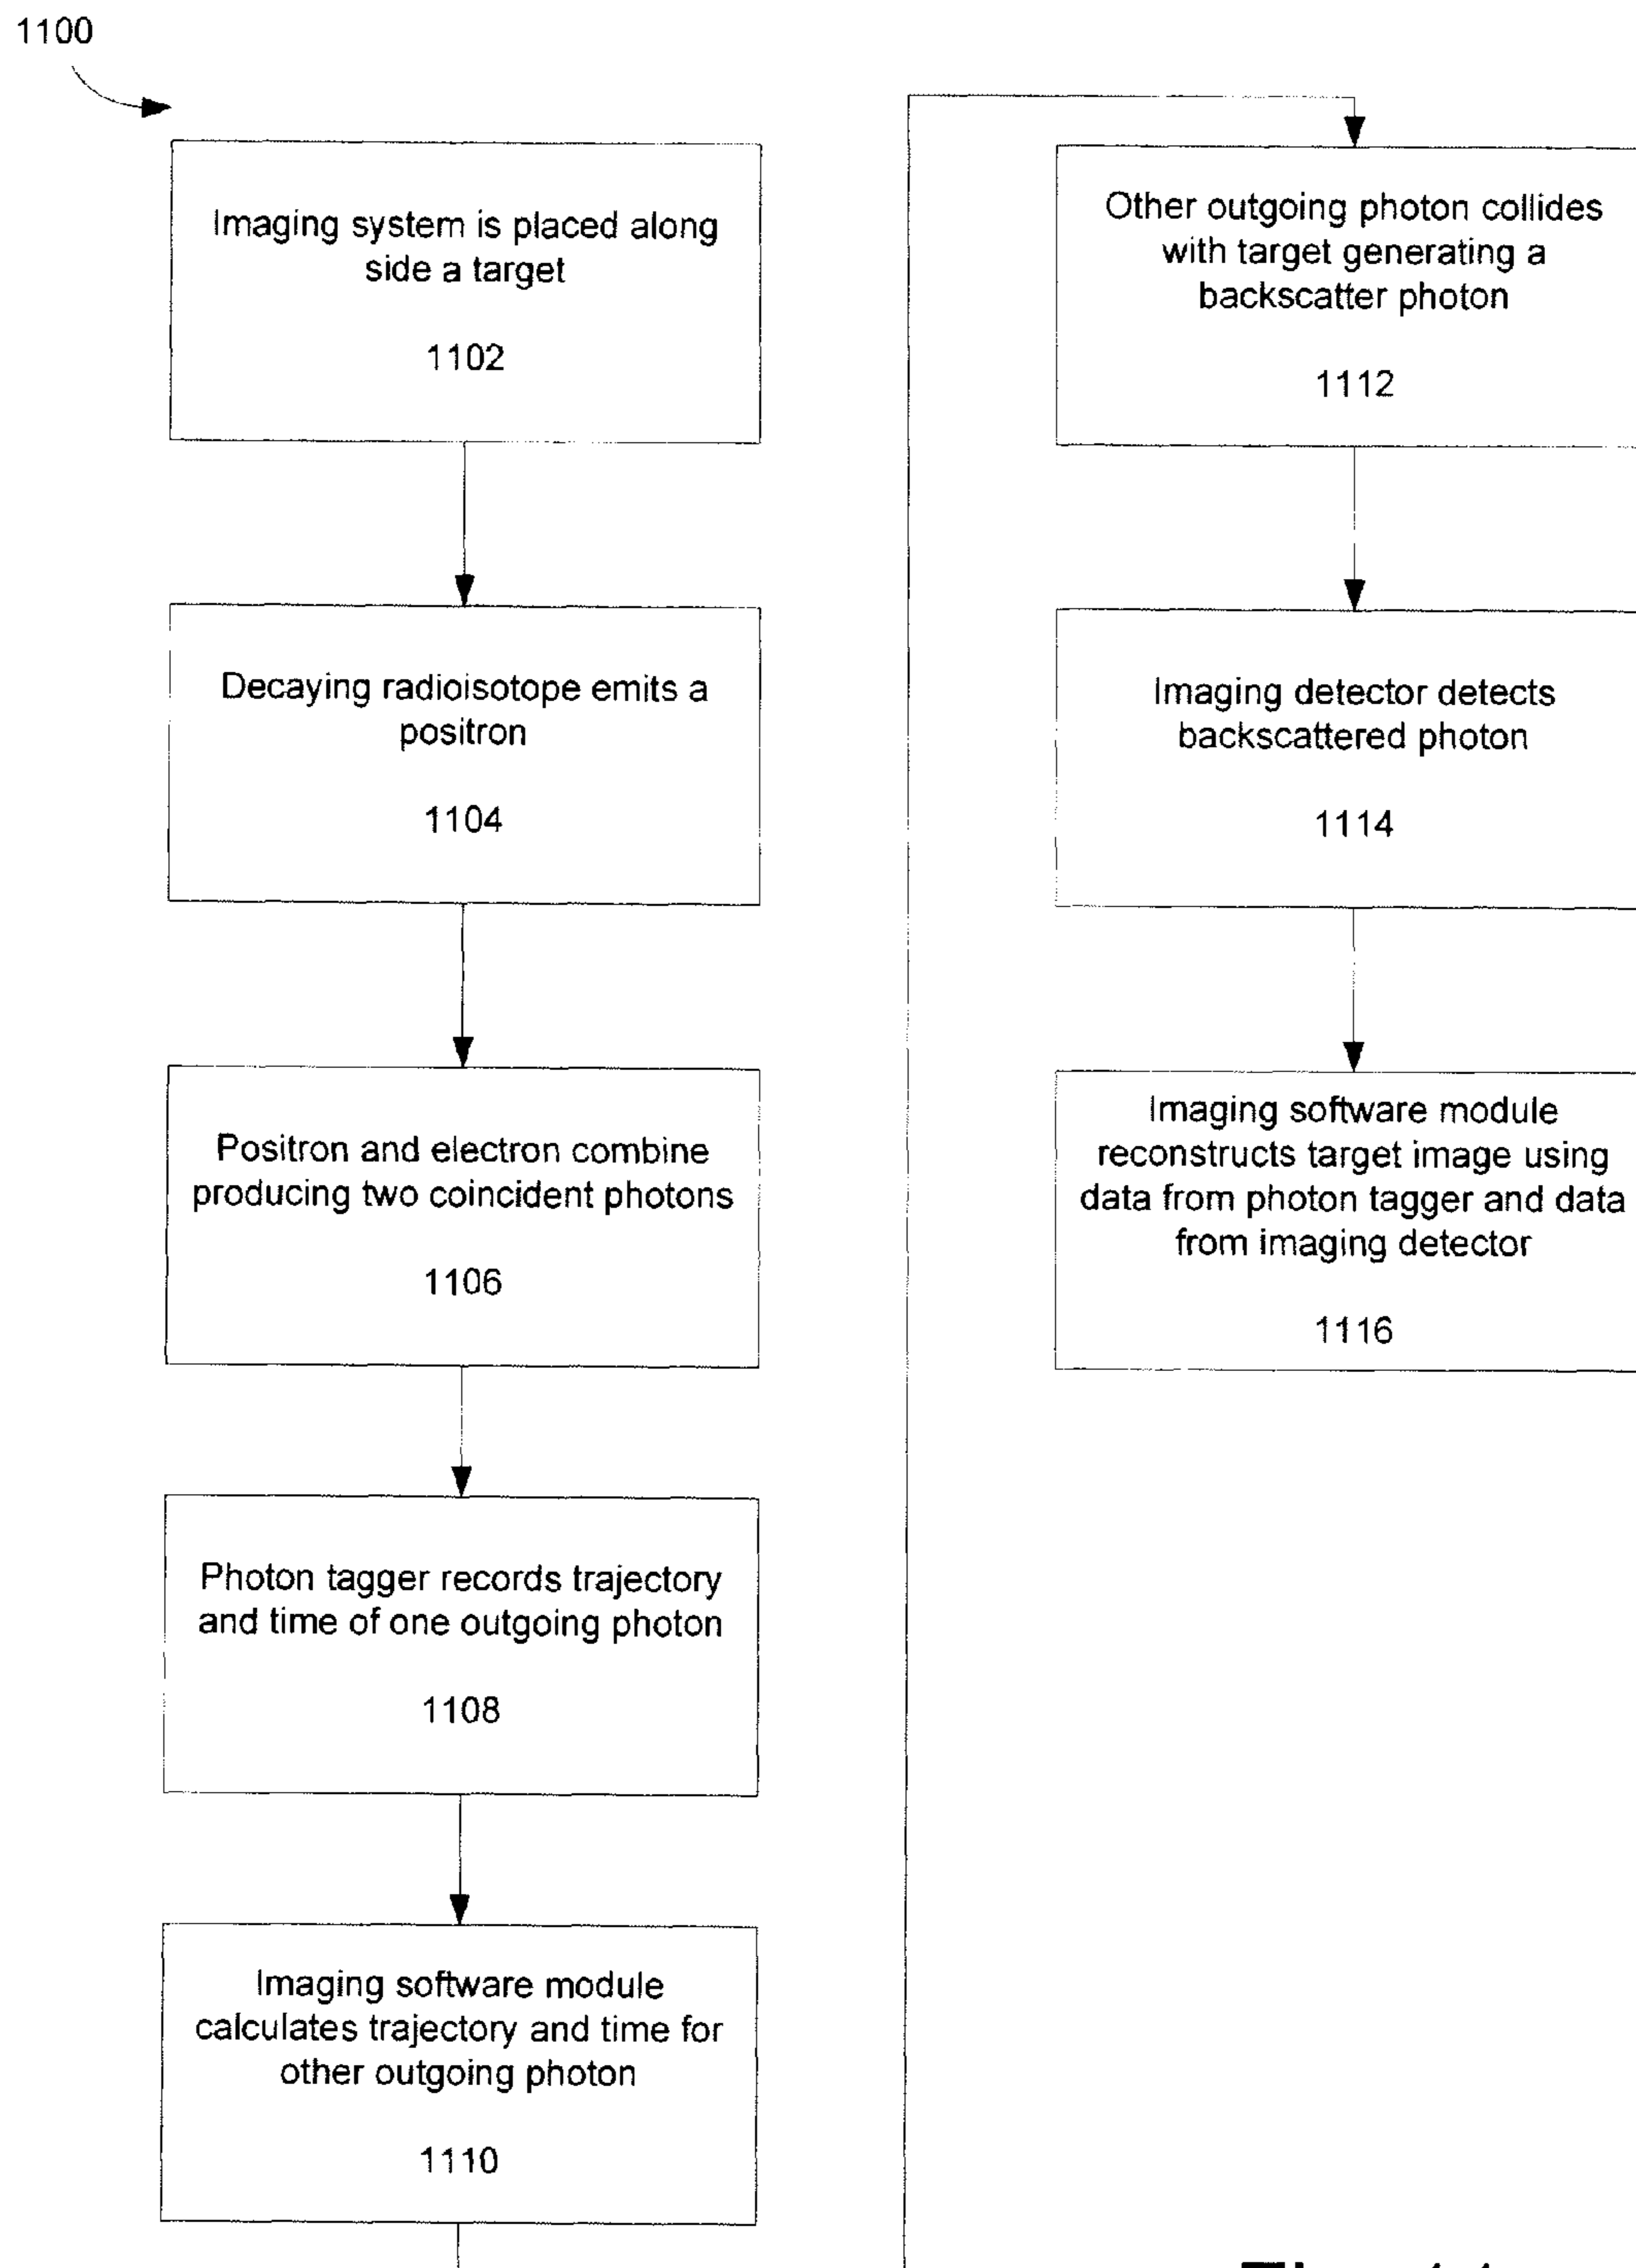 1100
Imaging system is placed along
side a target
1102
Decaying radioisotope emits a
positron
1104
Positron and electron combine
producing two coincident photons
1106
Photon tagger records trajectory
and time of one outgoing photon
1108
Imaging software module
calculates trajectory and time for
other outgoing photon
1110
Other outgoing photon collides
with target generating a
backscatter photon
1112
Imaging detector detects
backscattered photon
1114
Imaging software module
reconstructs target image using
data from photon tagger and data
from imaging detector
1116